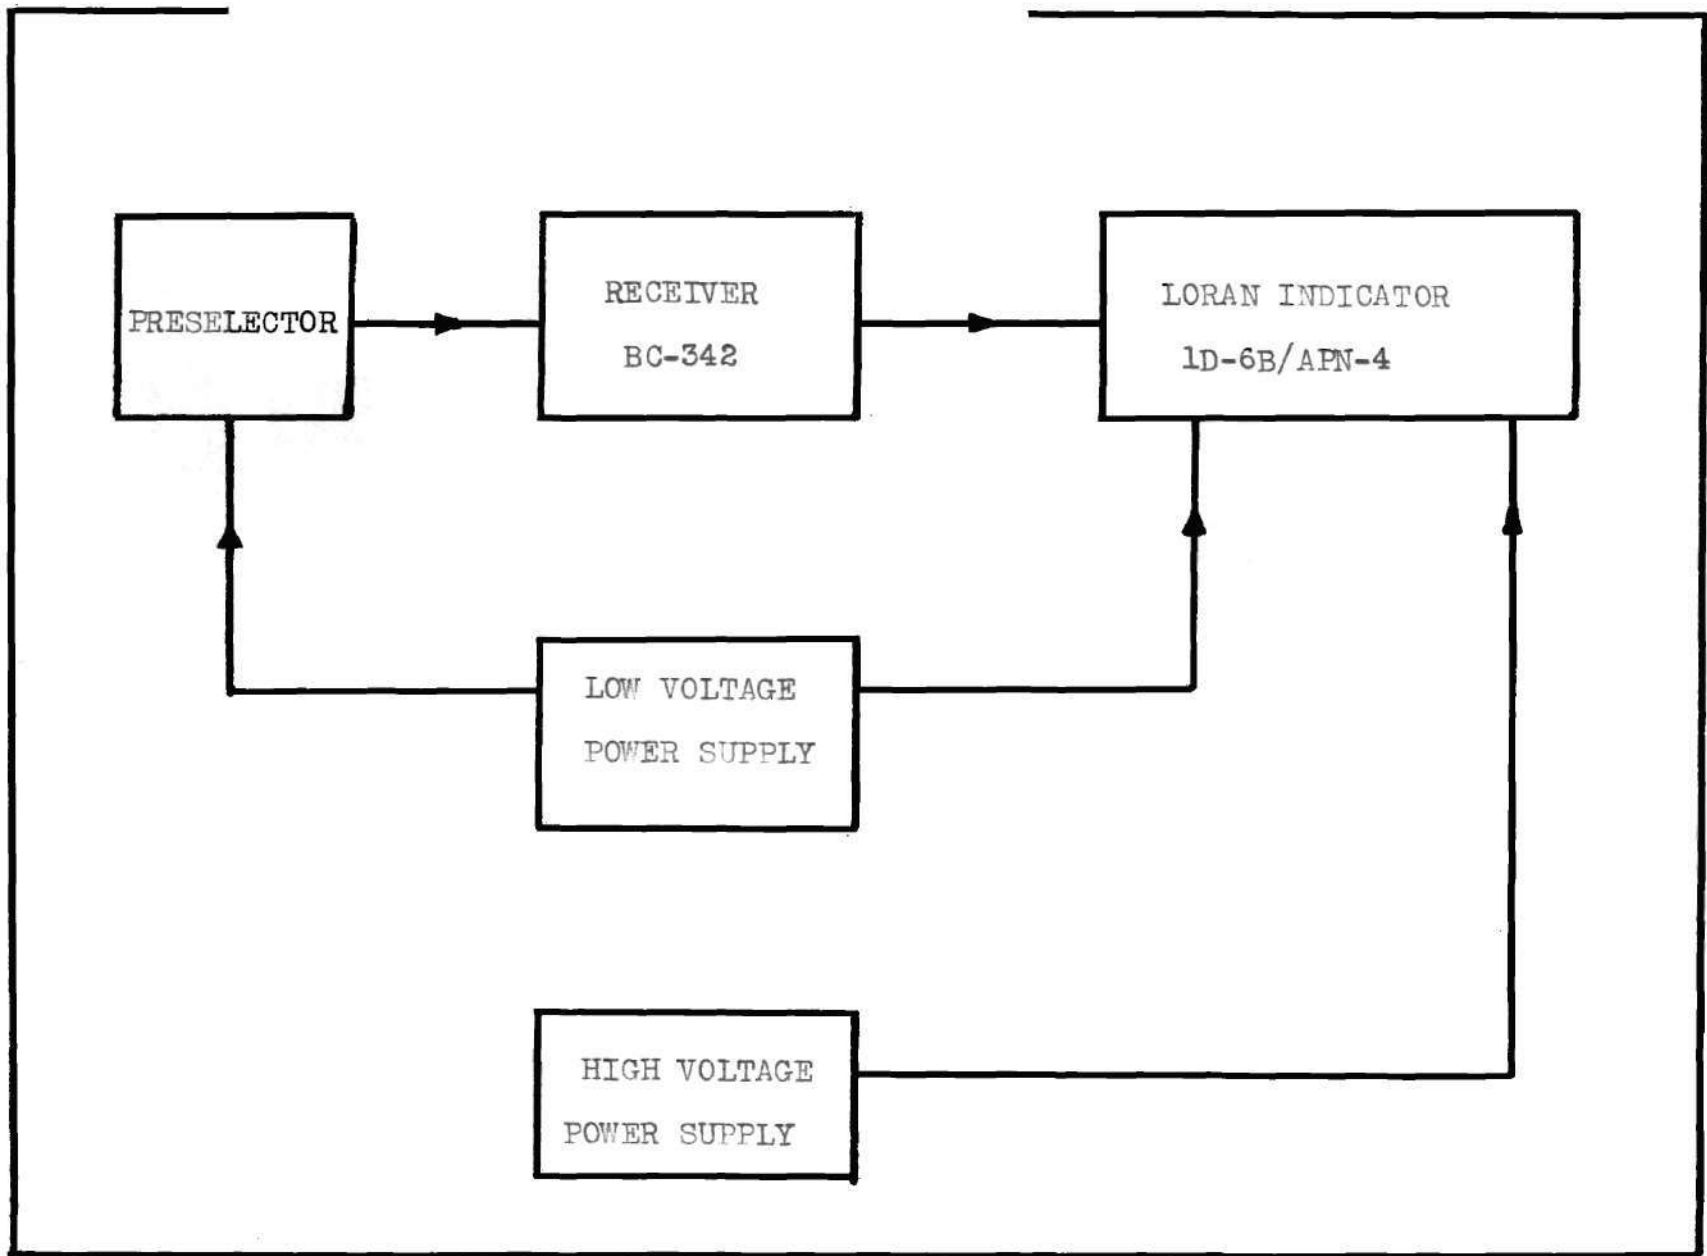 PRESELECTOR
RECEIVER
BC-342
LORAN INDICATOR
1D-6B/APN-4
LOW VOLTAGE
POWER SUPPLY
HIGH VOLTAGE
POWER SUPPLY